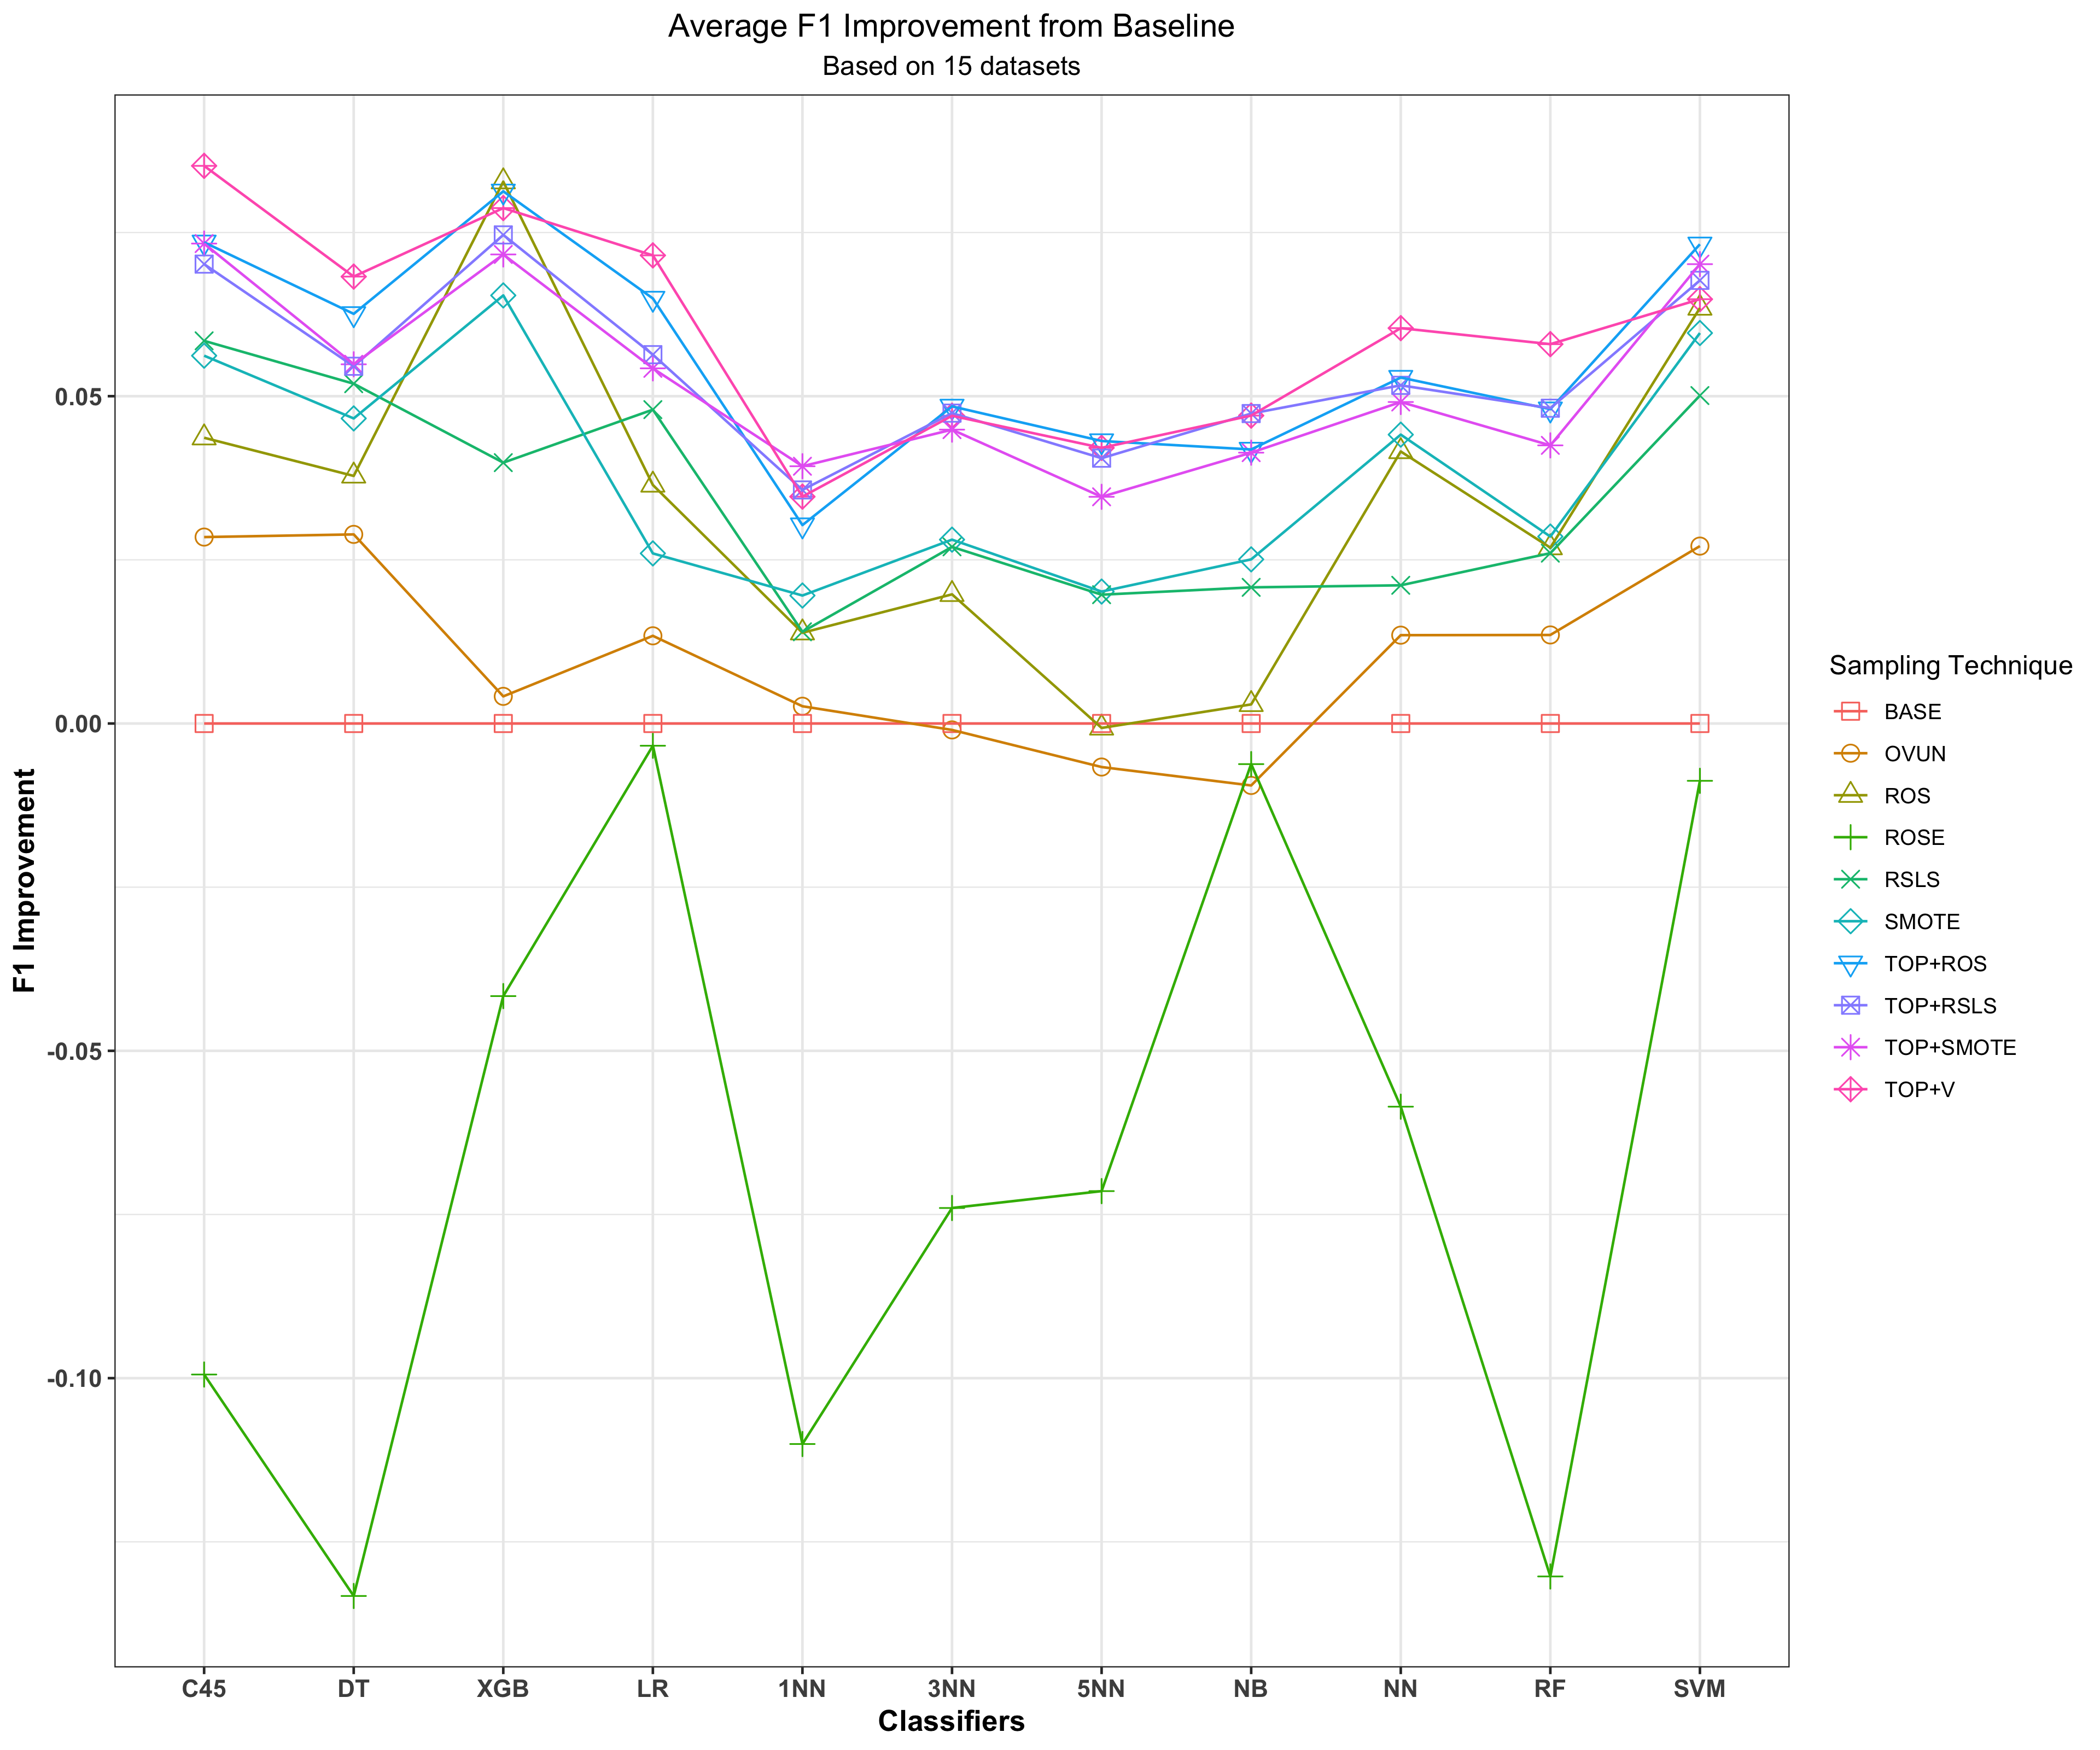 Average F1 Improvement from Baseline
Based on 15 datasets
F1 Improvement
0.05
0.00
-0.05
-0.10
C45 DT XGB LR 1NN 3NN 5NN NB NN RF SVM
Classifiers
Sampling Technique
BASE
OVUN
ROS
ROSE
RSLS
SMOTE
TOP+ROS
TOP+RSLS
TOP+SMOTE
TOP+V